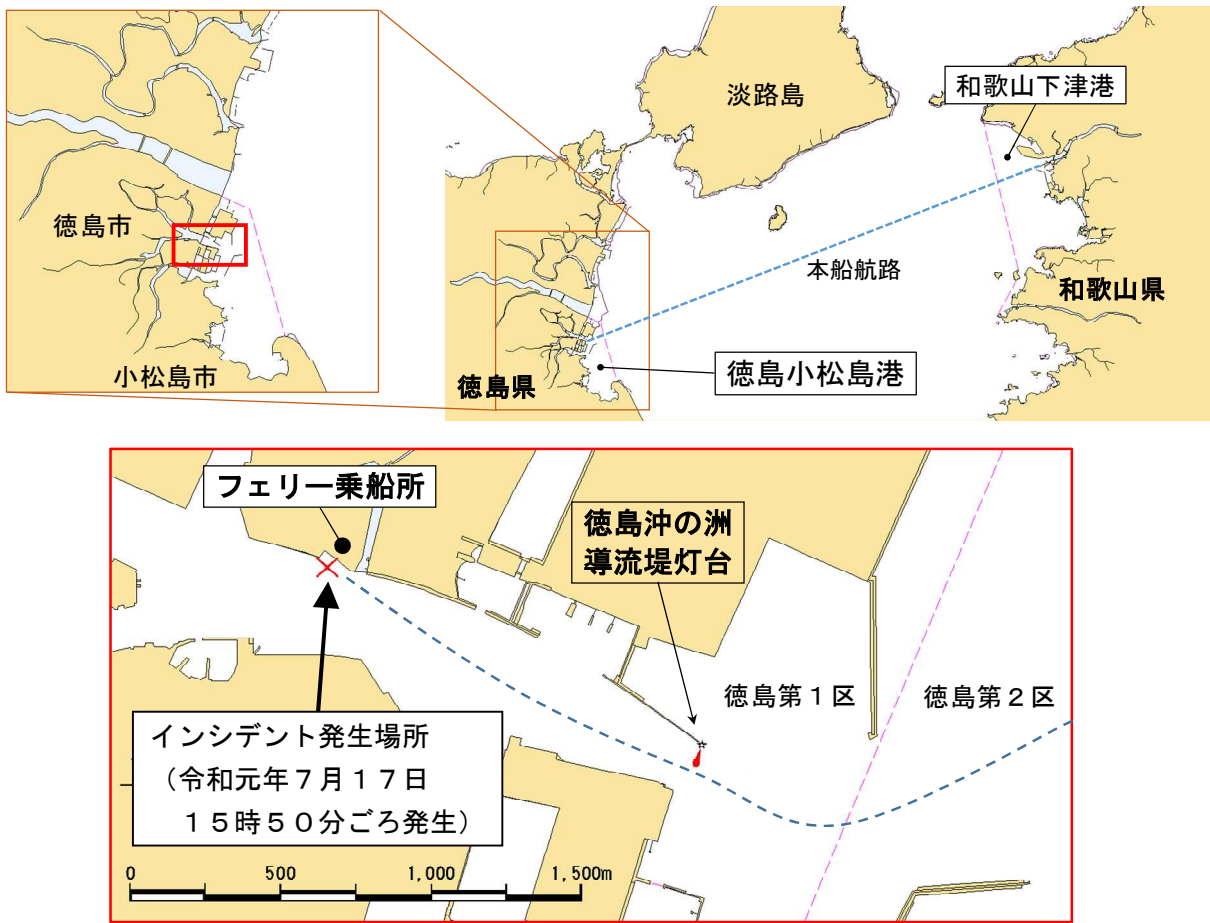 徳島市
小松島市
淡路島
和歌山下津港
本船航路
和歌山県
徳島県
徳島小松島港
フェリー乗船所
徳島沖の洲
導流堤灯台
徳島第１区
徳島第２区
インシデント発生場所
（令和元年７月１７日
１５時５０分ごろ発生）
0 500 1,000 1,500m